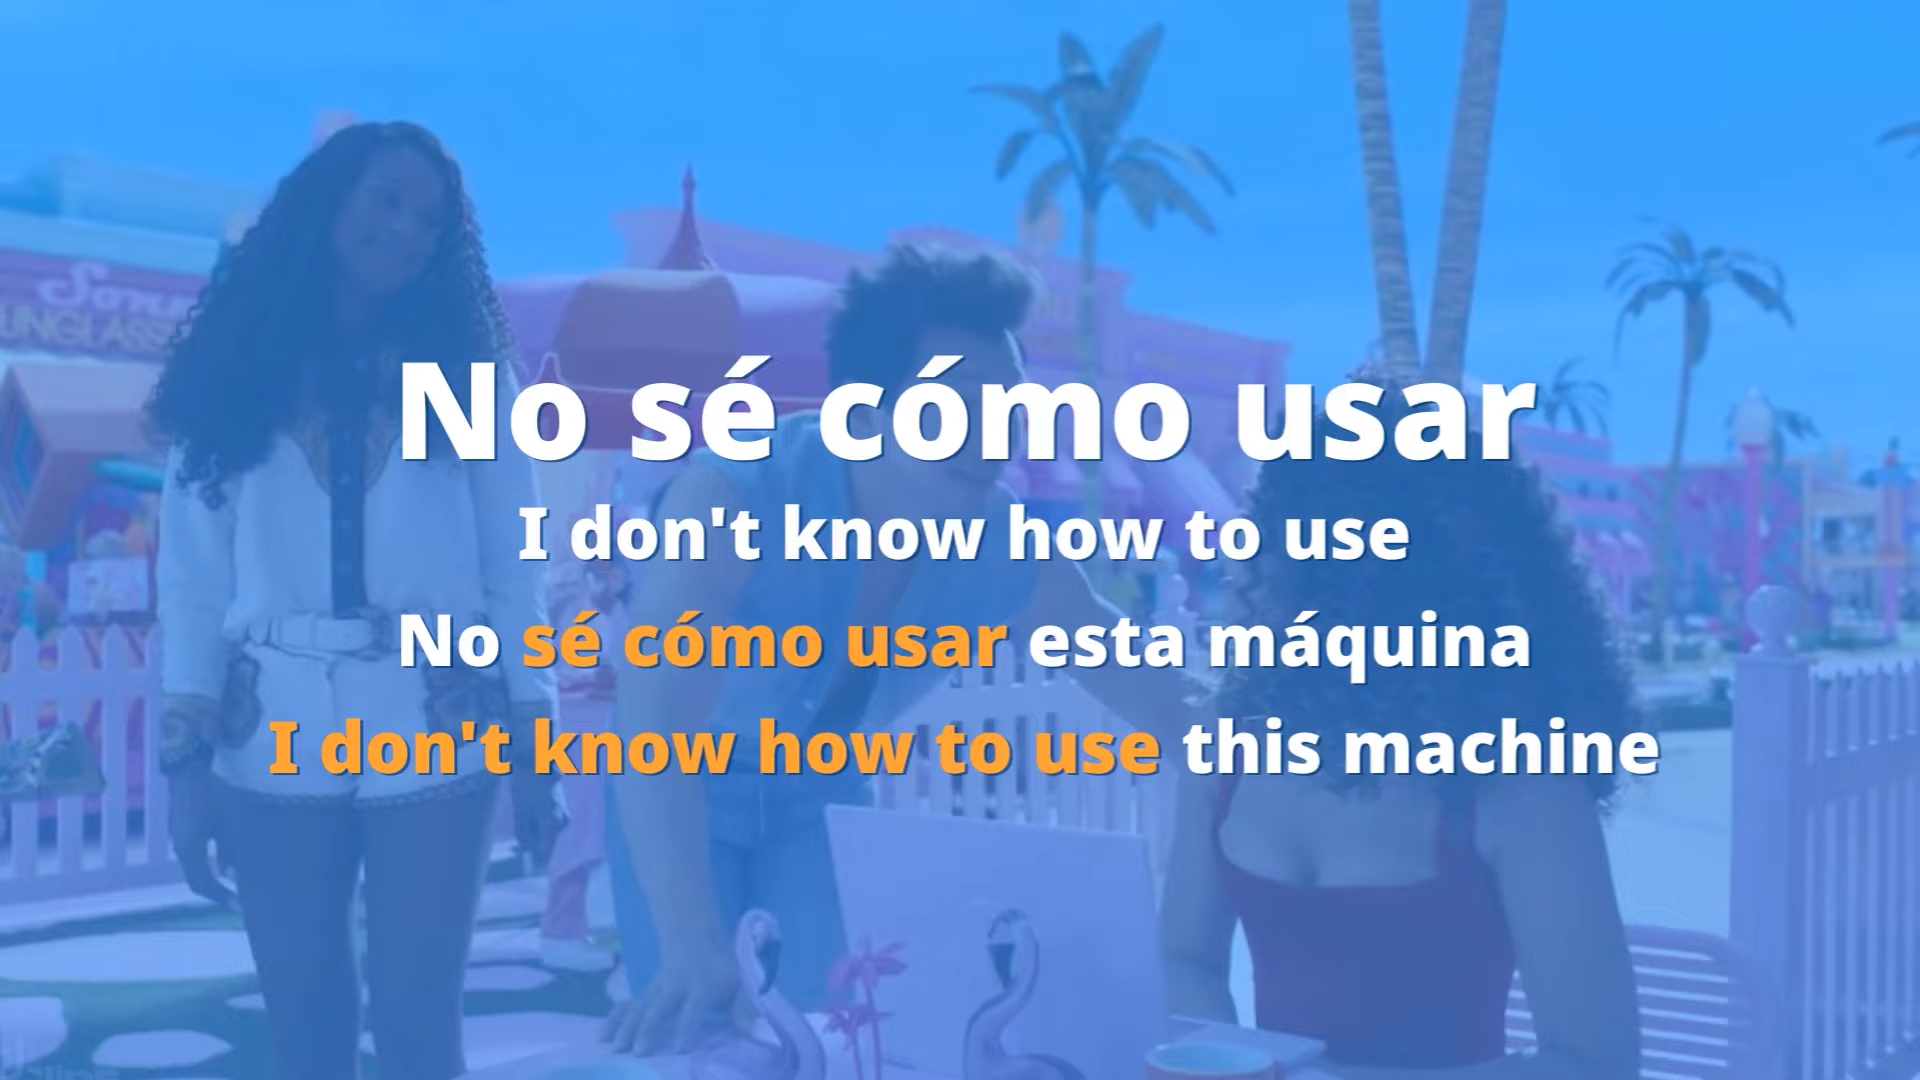 No sé cómo usar
I don't know how to use
No sé cómo usar esta máquina
I don't know how to use this machine